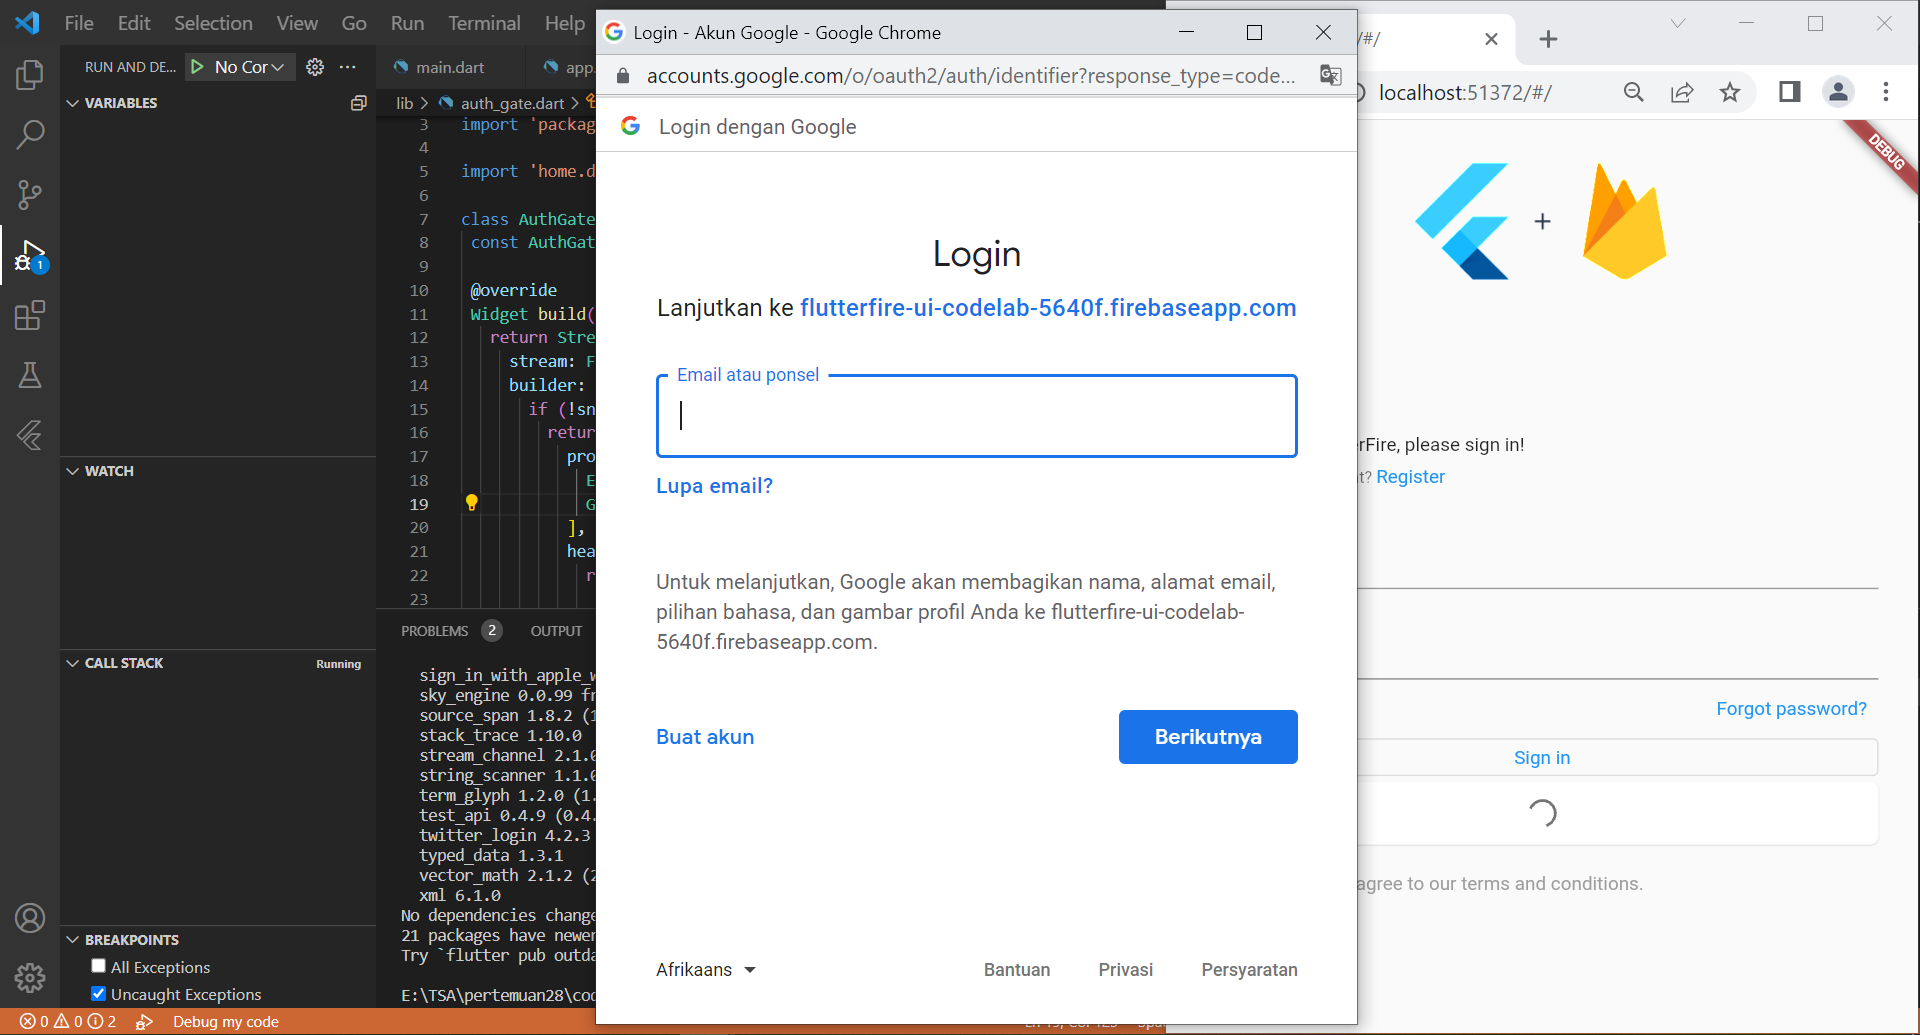 File Edit Selection View Go Run Terminal Help
RUN AND DE... No Cor
VARIABLES
WATCH
CALL STACK
Running
BREAKPOINTS
All Exceptions
Uncaught Exceptions
0 0 2 Debug my code
1
main.dart
app.
lib > auth_gate.dart >
3 import 'packag
4
5 import 'home.d
6
7 class AuthGate
8 const AuthGat
9
10 @override
11 Widget build(
12 return Stre
13 stream: F
14 builder:
15 if (!sn
16 retur
17 pro
18 E
19 G
20 ],
21 hea
22 r
23
PROBLEMS 2 OUTPUT
sign_in_with_apple_w
sky_engine 0.0.99 fr
source_span 1.8.2 (1
stack_trace 1.10.0
stream_channel 2.1.0
string_scanner 1.1.0
term_glyph 1.2.0 (1.
test_api 0.4.9 (0.4.
twitter_login 4.2.3
typed_data 1.3.1
vector_math 2.1.2 (2
xml 6.1.0
No dependencies change
21 packages have newer
Try `flutter pub outda
E:\TSA\pertemuan28\cod
Login - Akun Google - Google Chrome
accounts.google.com/o/oauth2/auth/identifier?response_type=code...
Login dengan Google
Login
Lanjutkan ke flutterfire-ui-codelab-5640f.firebaseapp.com
Email atau ponsel
Lupa email?
Untuk melanjutkan, Google akan membagikan nama, alamat email,
pilihan bahasa, dan gambar profil Anda ke flutterfire-ui-codelab-
5640f.firebaseapp.com.
Buat akun
Berikutnya
Afrikaans
Bantuan
Privasi
Persyaratan
/#/
localhost:51372/#/
DEBUG
+
rFire, please sign in!
t? Register
Forgot password?
Sign in
agree to our terms and conditions.